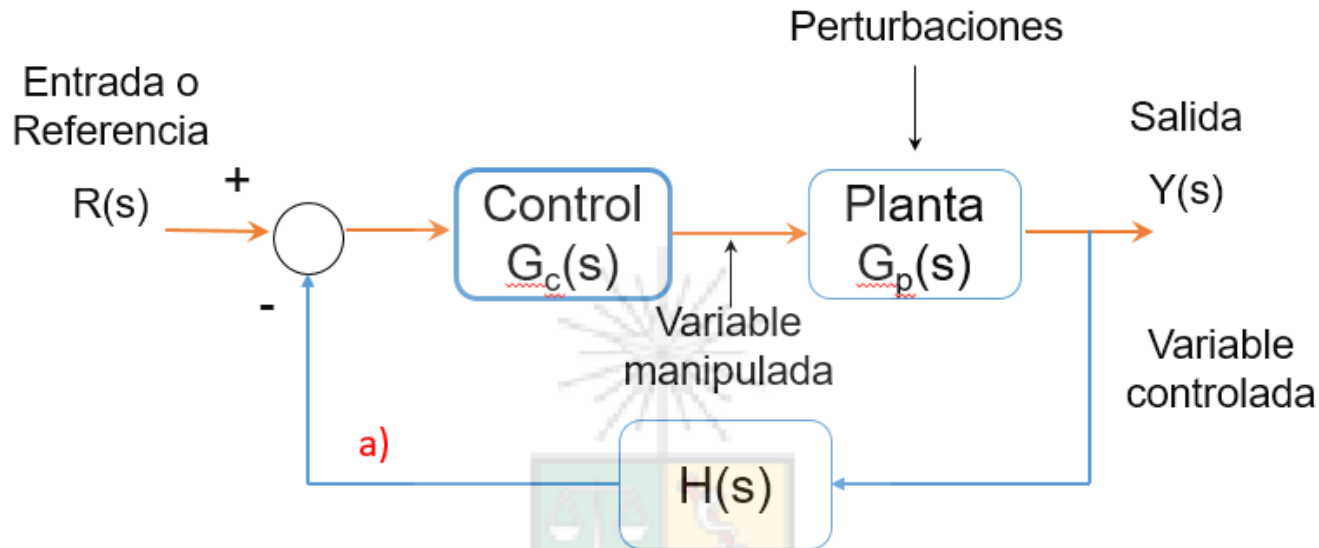 Perturbaciones
Entrada o
Referencia
R(s)
+
-
Control
Gc(s)
Variable
manipulada
Planta
Gp(s)
Salida
Y(s)
Variable
controlada
a)
H(s)